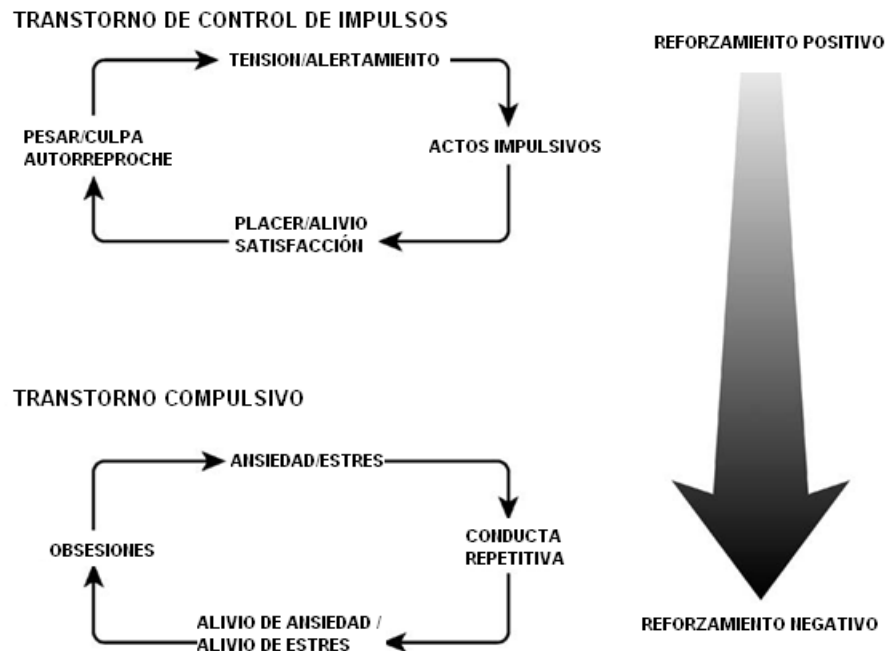 TRANSTORNO DE CONTROL DE IMPULSOS
REFORZAMIENTO POSITIVO
TENSION/ALERTAMIENTO
PESAR/CULPA
AUTORREPROCHE
ACTOS IMPULSIVOS
PLACER/ALIVIO
SATISFACCIÓN
TRANSTORNO COMPULSIVO
ANSIEDAD/ESTRES
OBSESIONES
CONDUCTA
REPETITIVA
ALIVIO DE ANSIEDAD /
ALIVIO DE ESTRES
REFORZAMIENTO NEGATIVO